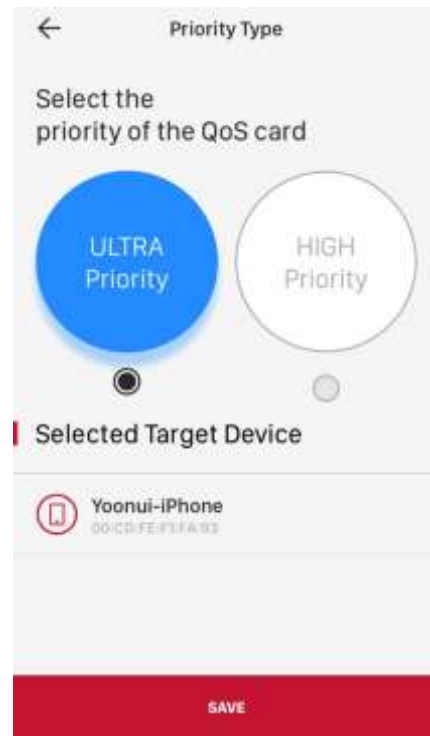 Priority Type
Select the
priority of the QoS card
ULTRA
Priority
HIGH
Priority
Selected Target Device
Yoonui-iPhone
SAVE